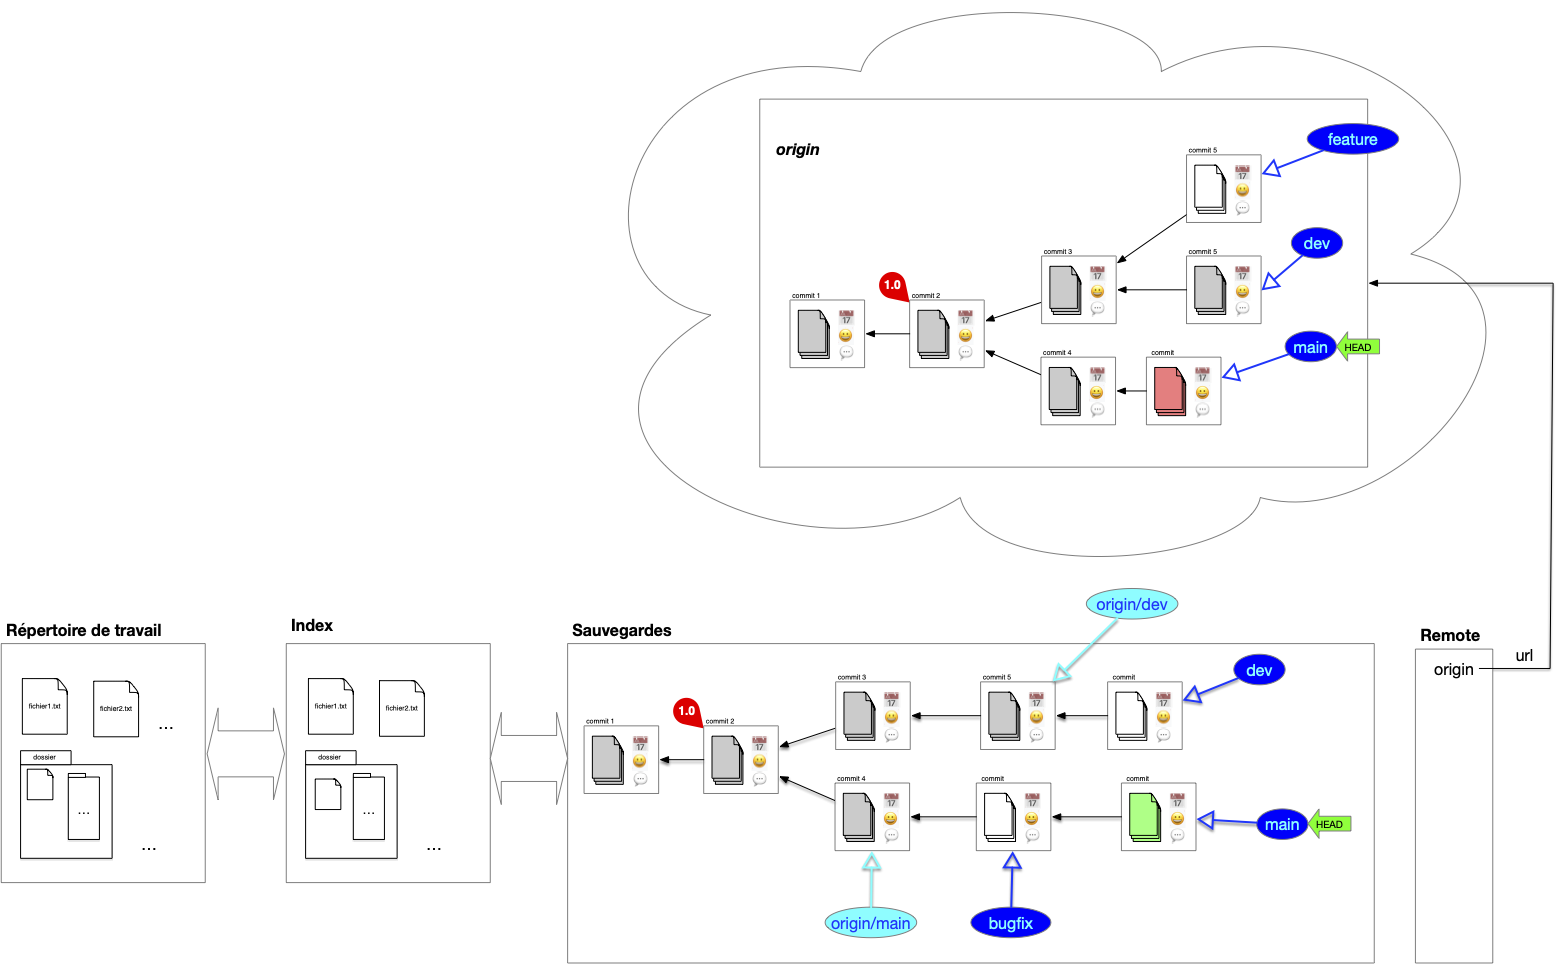 origin
feature
commit 5
17
dev
commit 3
17
commit 5
17
1.0
commit 1
17
commit 2
17
main
HEAD
commit 4
17
commit
17
origin/dev
Répertoire de travail
Index
Sauvegardes
Remote
url
origin
fichier1.txt
fichier2.txt
...
dossier
...
...
fichier1.txt
fichier2.txt
dossier
...
...
dev
commit 3
17
commit 5
17
commit
17
1.0
commit 1
17
commit 2
17
commit 4
17
commit
17
commit
17
main
HEAD
origin/main
bugfix